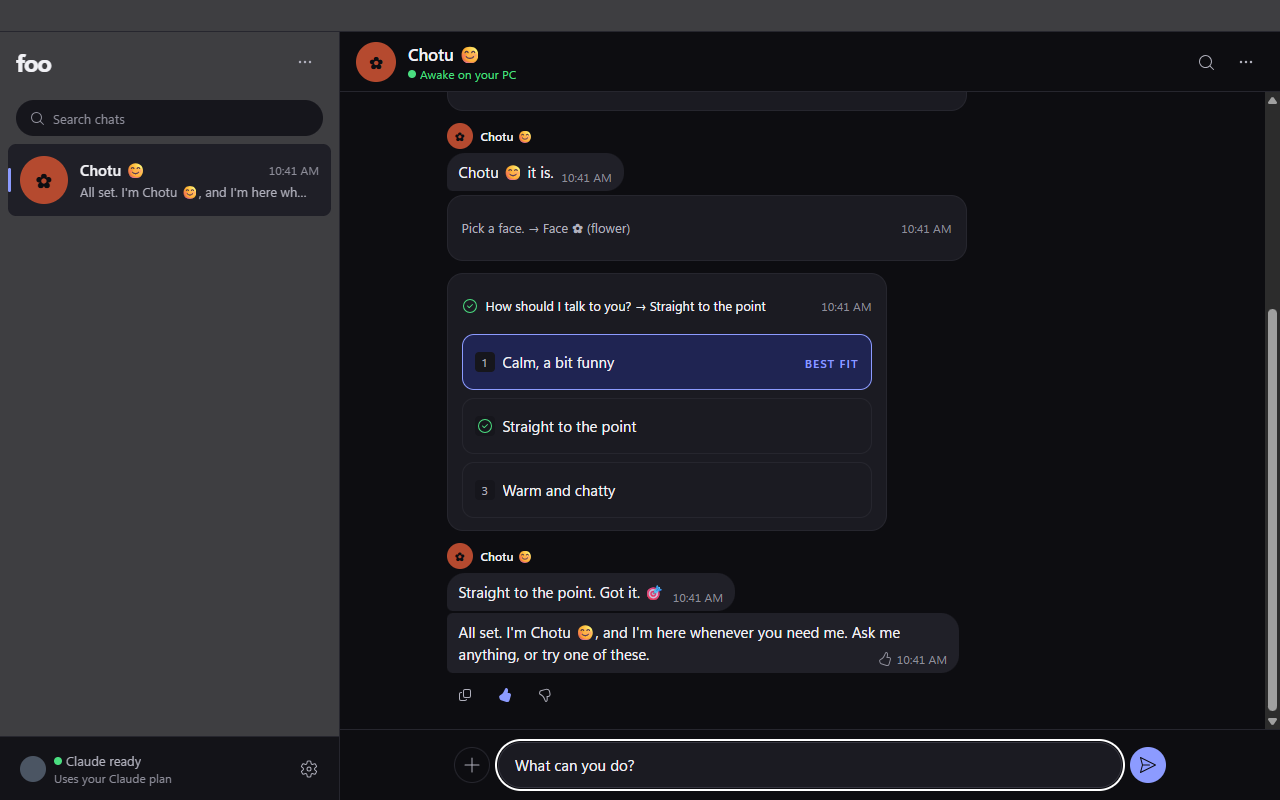 foo
Search chats
Chotu 😊
10:41 AM
All set. I'm Chotu 😊, and I'm here wh...
Claude ready
Uses your Claude plan
Chotu 😊
Awake on your PC
Chotu 😊
Chotu 😊 it is. 10:41 AM
Pick a face. → Face ✿ (flower) 10:41 AM
How should I talk to you? → Straight to the point 10:41 AM
1 Calm, a bit funny BEST FIT
Straight to the point
3 Warm and chatty
Chotu 😊
Straight to the point. Got it. 🎯 10:41 AM
All set. I'm Chotu 😊, and I'm here whenever you need me. Ask me
anything, or try one of these. 10:41 AM
What can you do?